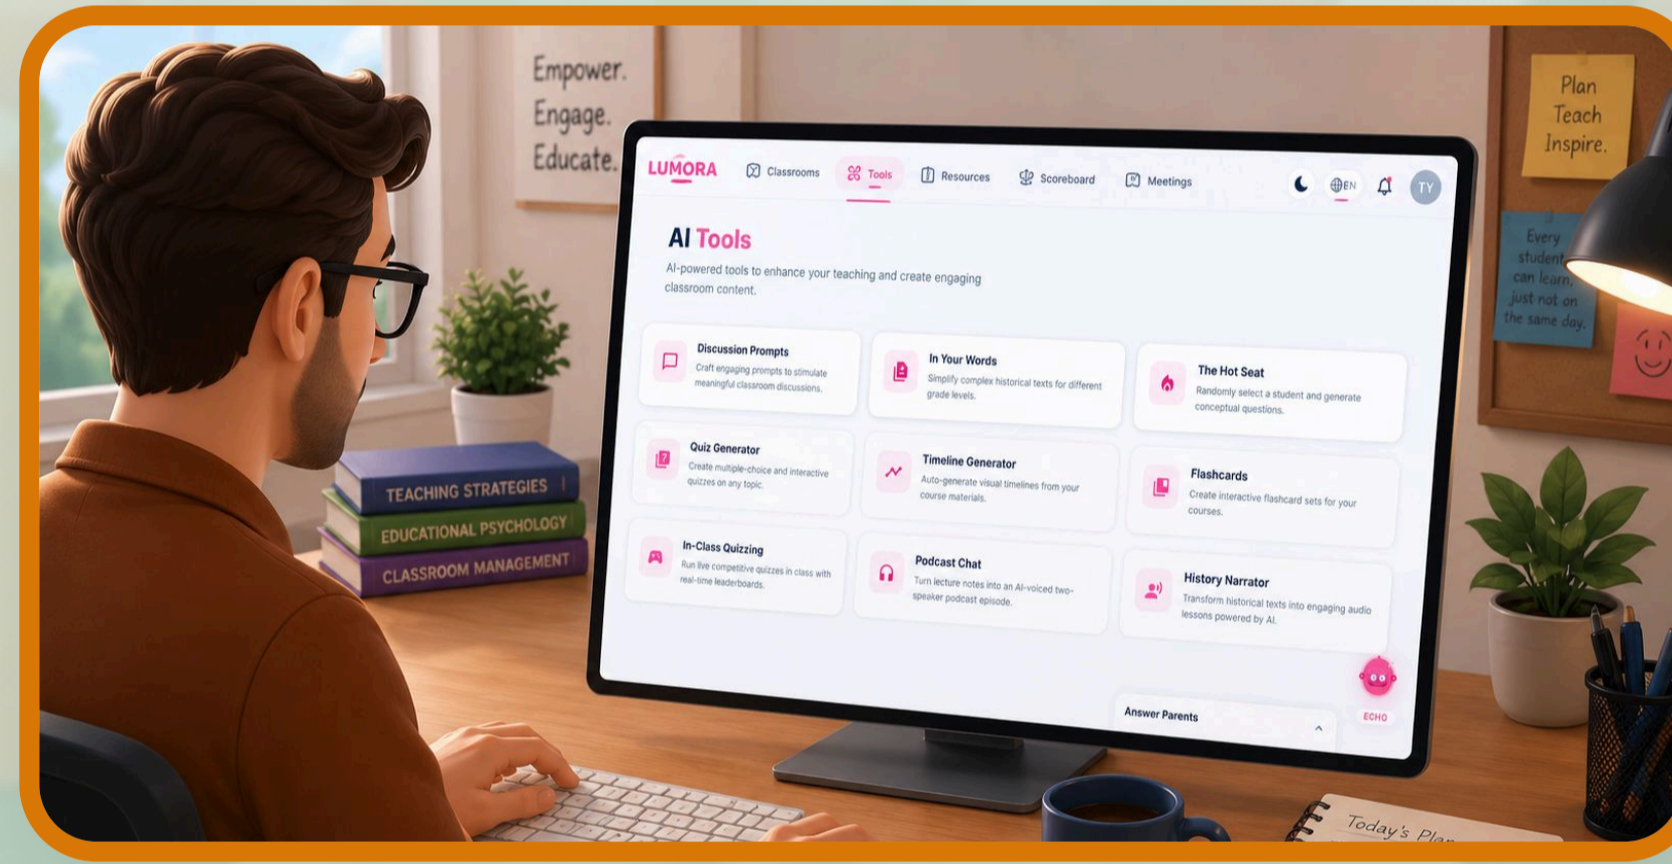 Empower.
Engage.
Educate.
LUMORA
Classrooms
Tools
Resources
Scoreboard
Meetings
EN
TY
AI Tools
AI-powered tools to enhance your teaching and create engaging
classroom content.
Discussion Prompts
Craft engaging prompts to stimulate
meaningful classroom discussions.
In Your Words
Simplify complex historical texts for different
grade levels.
The Hot Seat
Randomly select a student and generate
conceptual questions.
Quiz Generator
Create multiple-choice and interactive
quizzes on any topic.
Timeline Generator
Auto-generate visual timelines from your
course materials.
Flashcards
Create interactive flashcard sets for your
courses.
In-Class Quizzing
Run live competitive quizzes in class with
real-time leaderboards.
Podcast Chat
Turn lecture notes into an AI-voiced two-
speaker podcast episode.
History Narrator
Transform historical texts into engaging audio
lessons powered by AI.
Answer Parents
ECHO
TEACHING STRATEGIES
EDUCATIONAL PSYCHOLOGY
CLASSROOM MANAGEMENT
Plan
Teach
Inspire.
Every
student
can learn,
just not on
the same day.
Today's Plan